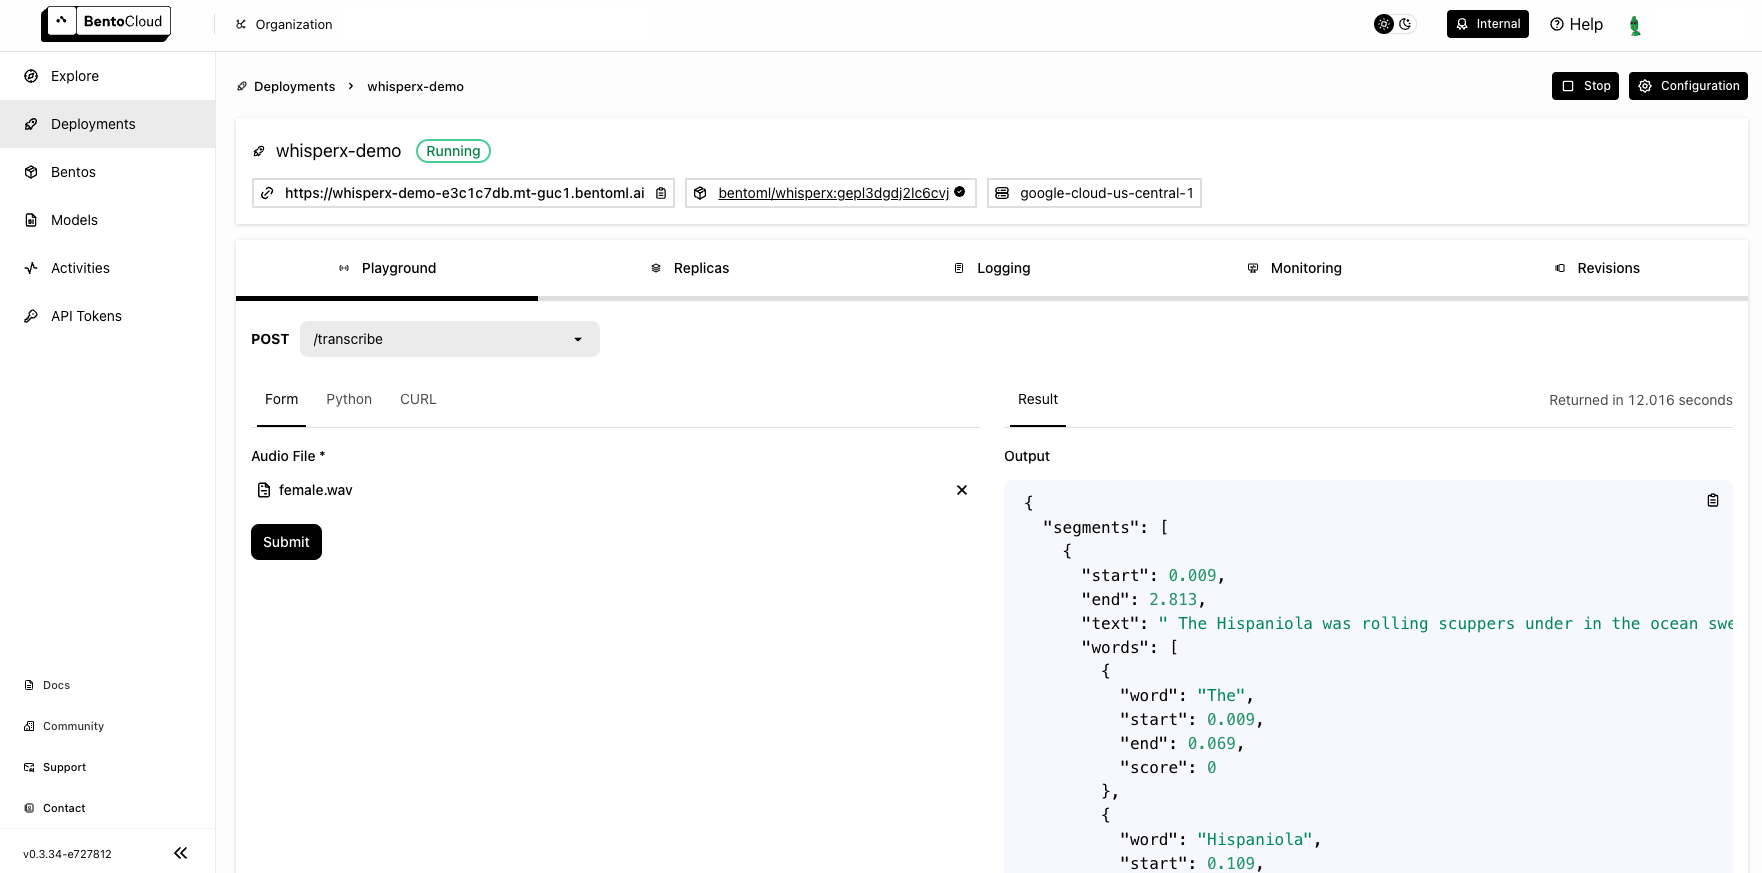 BentoCloud
Organization
Internal
Help
Explore
Deployments
Bentos
Models
Activities
API Tokens
Docs
Community
Support
Contact
v0.3.34-e727812
Deployments > whisperx-demo
Stop
Configuration
whisperx-demo
Running
https://whisperx-demo-e3c1c7db.mt-guc1.bentoml.ai
bentoml/whisperx:gepl3dgdj2lc6cvj
google-cloud-us-central-1
Playground
Replicas
Logging
Monitoring
Revisions
POST
/transcribe
Form
Python
CURL
Audio File *
female.wav
Submit
Result
Returned in 12.016 seconds
Output
{
"segments": [
{
"start": 0.009,
"end": 2.813,
"text": " The Hispaniola was rolling scuppers under in the ocean swe
"words": [
{
"word": "The",
"start": 0.009,
"end": 0.069,
"score": 0
},
{
"word": "Hispaniola",
"start": 0.109,